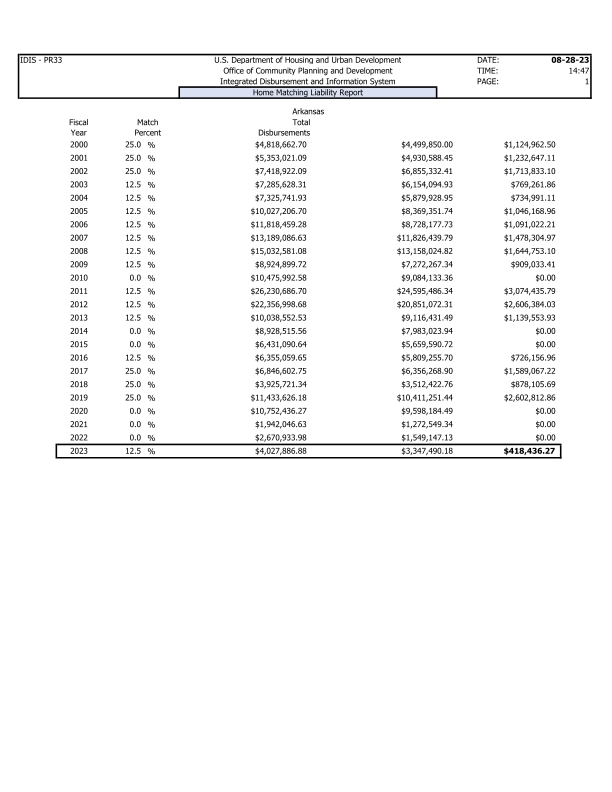 IDIS - PR33 U.S. Department of Housing and Urban Development DATE: 08-28-23
Office of Community Planning and Development TIME: 14:47
Integrated Disbursement and Information System PAGE: 1
Home Matching Liability Report
Arkansas
Fiscal Match Total
Year Percent Disbursements
2000 25.0 % $4,818,662.70 $4,499,850.00 $1,124,962.50
2001 25.0 % $5,353,021.09 $4,930,588.45 $1,232,647.11
2002 25.0 % $7,418,922.09 $6,855,332.41 $1,713,833.10
2003 12.5 % $7,285,628.31 $6,154,094.93 $769,261.86
2004 12.5 % $7,325,741.93 $5,879,928.95 $734,991.11
2005 12.5 % $10,027,206.70 $8,369,351.74 $1,046,168.96
2006 12.5 % $11,818,459.28 $8,728,177.73 $1,091,022.21
2007 12.5 % $13,189,086.63 $11,826,439.79 $1,478,304.97
2008 12.5 % $15,032,581.08 $13,158,024.82 $1,644,753.10
2009 12.5 % $8,924,899.72 $7,272,267.34 $909,033.41
2010 0.0 % $10,475,992.58 $9,084,133.36 $0.00
2011 12.5 % $26,230,686.70 $24,595,486.34 $3,074,435.79
2012 12.5 % $22,356,998.68 $20,851,072.31 $2,606,384.03
2013 12.5 % $10,038,552.53 $9,116,431.49 $1,139,553.93
2014 0.0 % $8,928,515.56 $7,983,023.94 $0.00
2015 0.0 % $6,431,090.64 $5,659,590.72 $0.00
2016 12.5 % $6,355,059.65 $5,809,255.70 $726,156.96
2017 25.0 % $6,846,602.75 $6,356,268.90 $1,589,067.22
2018 25.0 % $3,925,721.34 $3,512,422.76 $878,105.69
2019 25.0 % $11,433,626.18 $10,411,251.44 $2,602,812.86
2020 0.0 % $10,752,436.27 $9,598,184.49 $0.00
2021 0.0 % $1,942,046.63 $1,272,549.34 $0.00
2022 0.0 % $2,670,933.98 $1,549,147.13 $0.00
2023 12.5 % $4,027,886.88 $3,347,490.18 $418,436.27